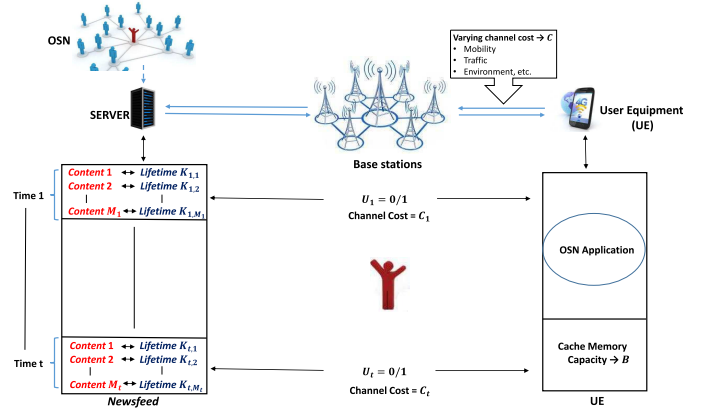 OSN
Varying channel cost → C
• Mobility
• Traffic
• Environment, etc.
SERVER
4G
User Equipment
(UE)
Base stations
Content 1 ↔ Lifetime K₁,₁
Content 2 ↔ Lifetime K₁,₂
Time 1
Content M₁ ↔ Lifetime K₁,M₁
U₁ = 0/1
Channel Cost = C₁
OSN Application
Content 1 ↔ Lifetime Kₜ,₁
Content 2 ↔ Lifetime Kₜ,₂
Time t
Content Mₜ ↔ Lifetime Kₜ,Mₜ
Uₜ = 0/1
Channel Cost = Cₜ
Cache Memory
Capacity → B
Newsfeed
UE